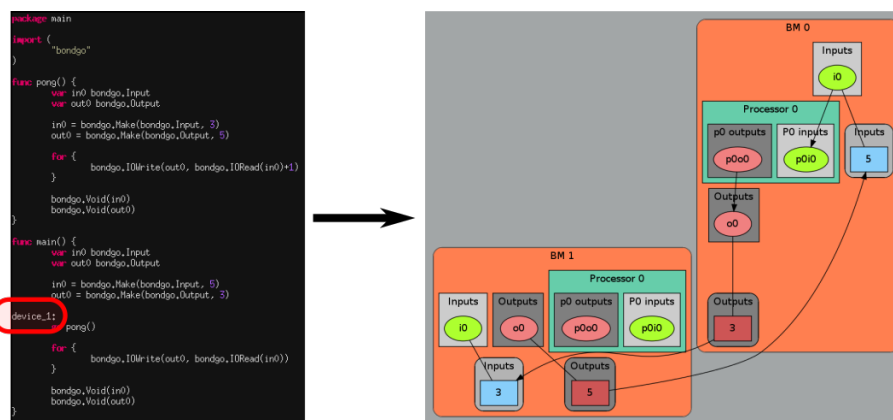 package main
import (
"bondgo"
)
func pong() {
var in0 bondgo.Input
var out0 bondgo.Output
in0 = bondgo.Make(bondgo.Input, 3)
out0 = bondgo.Make(bondgo.Output, 5)
for {
bondgo.IOWrite(out0, bondgo.IORead(in0)+1)
}
bondgo.Void(in0)
bondgo.Void(out0)
}
func main() {
var in0 bondgo.Input
var out0 bondgo.Output
in0 = bondgo.Make(bondgo.Input, 5)
out0 = bondgo.Make(bondgo.Output, 3)
device_1:
pong()
for {
bondgo.IOWrite(out0, bondgo.IORead(in0))
}
bondgo.Void(in0)
bondgo.Void(out0)
}
BM 0
Inputs
i0
Processor 0
p0 outputs P0 inputs Inputs
p0o0 p0i0 5
Outputs
o0
Outputs
3
BM 1
Processor 0
Inputs Outputs p0 outputs P0 inputs
i0 o0 p0o0 p0i0
Inputs Outputs
3 5